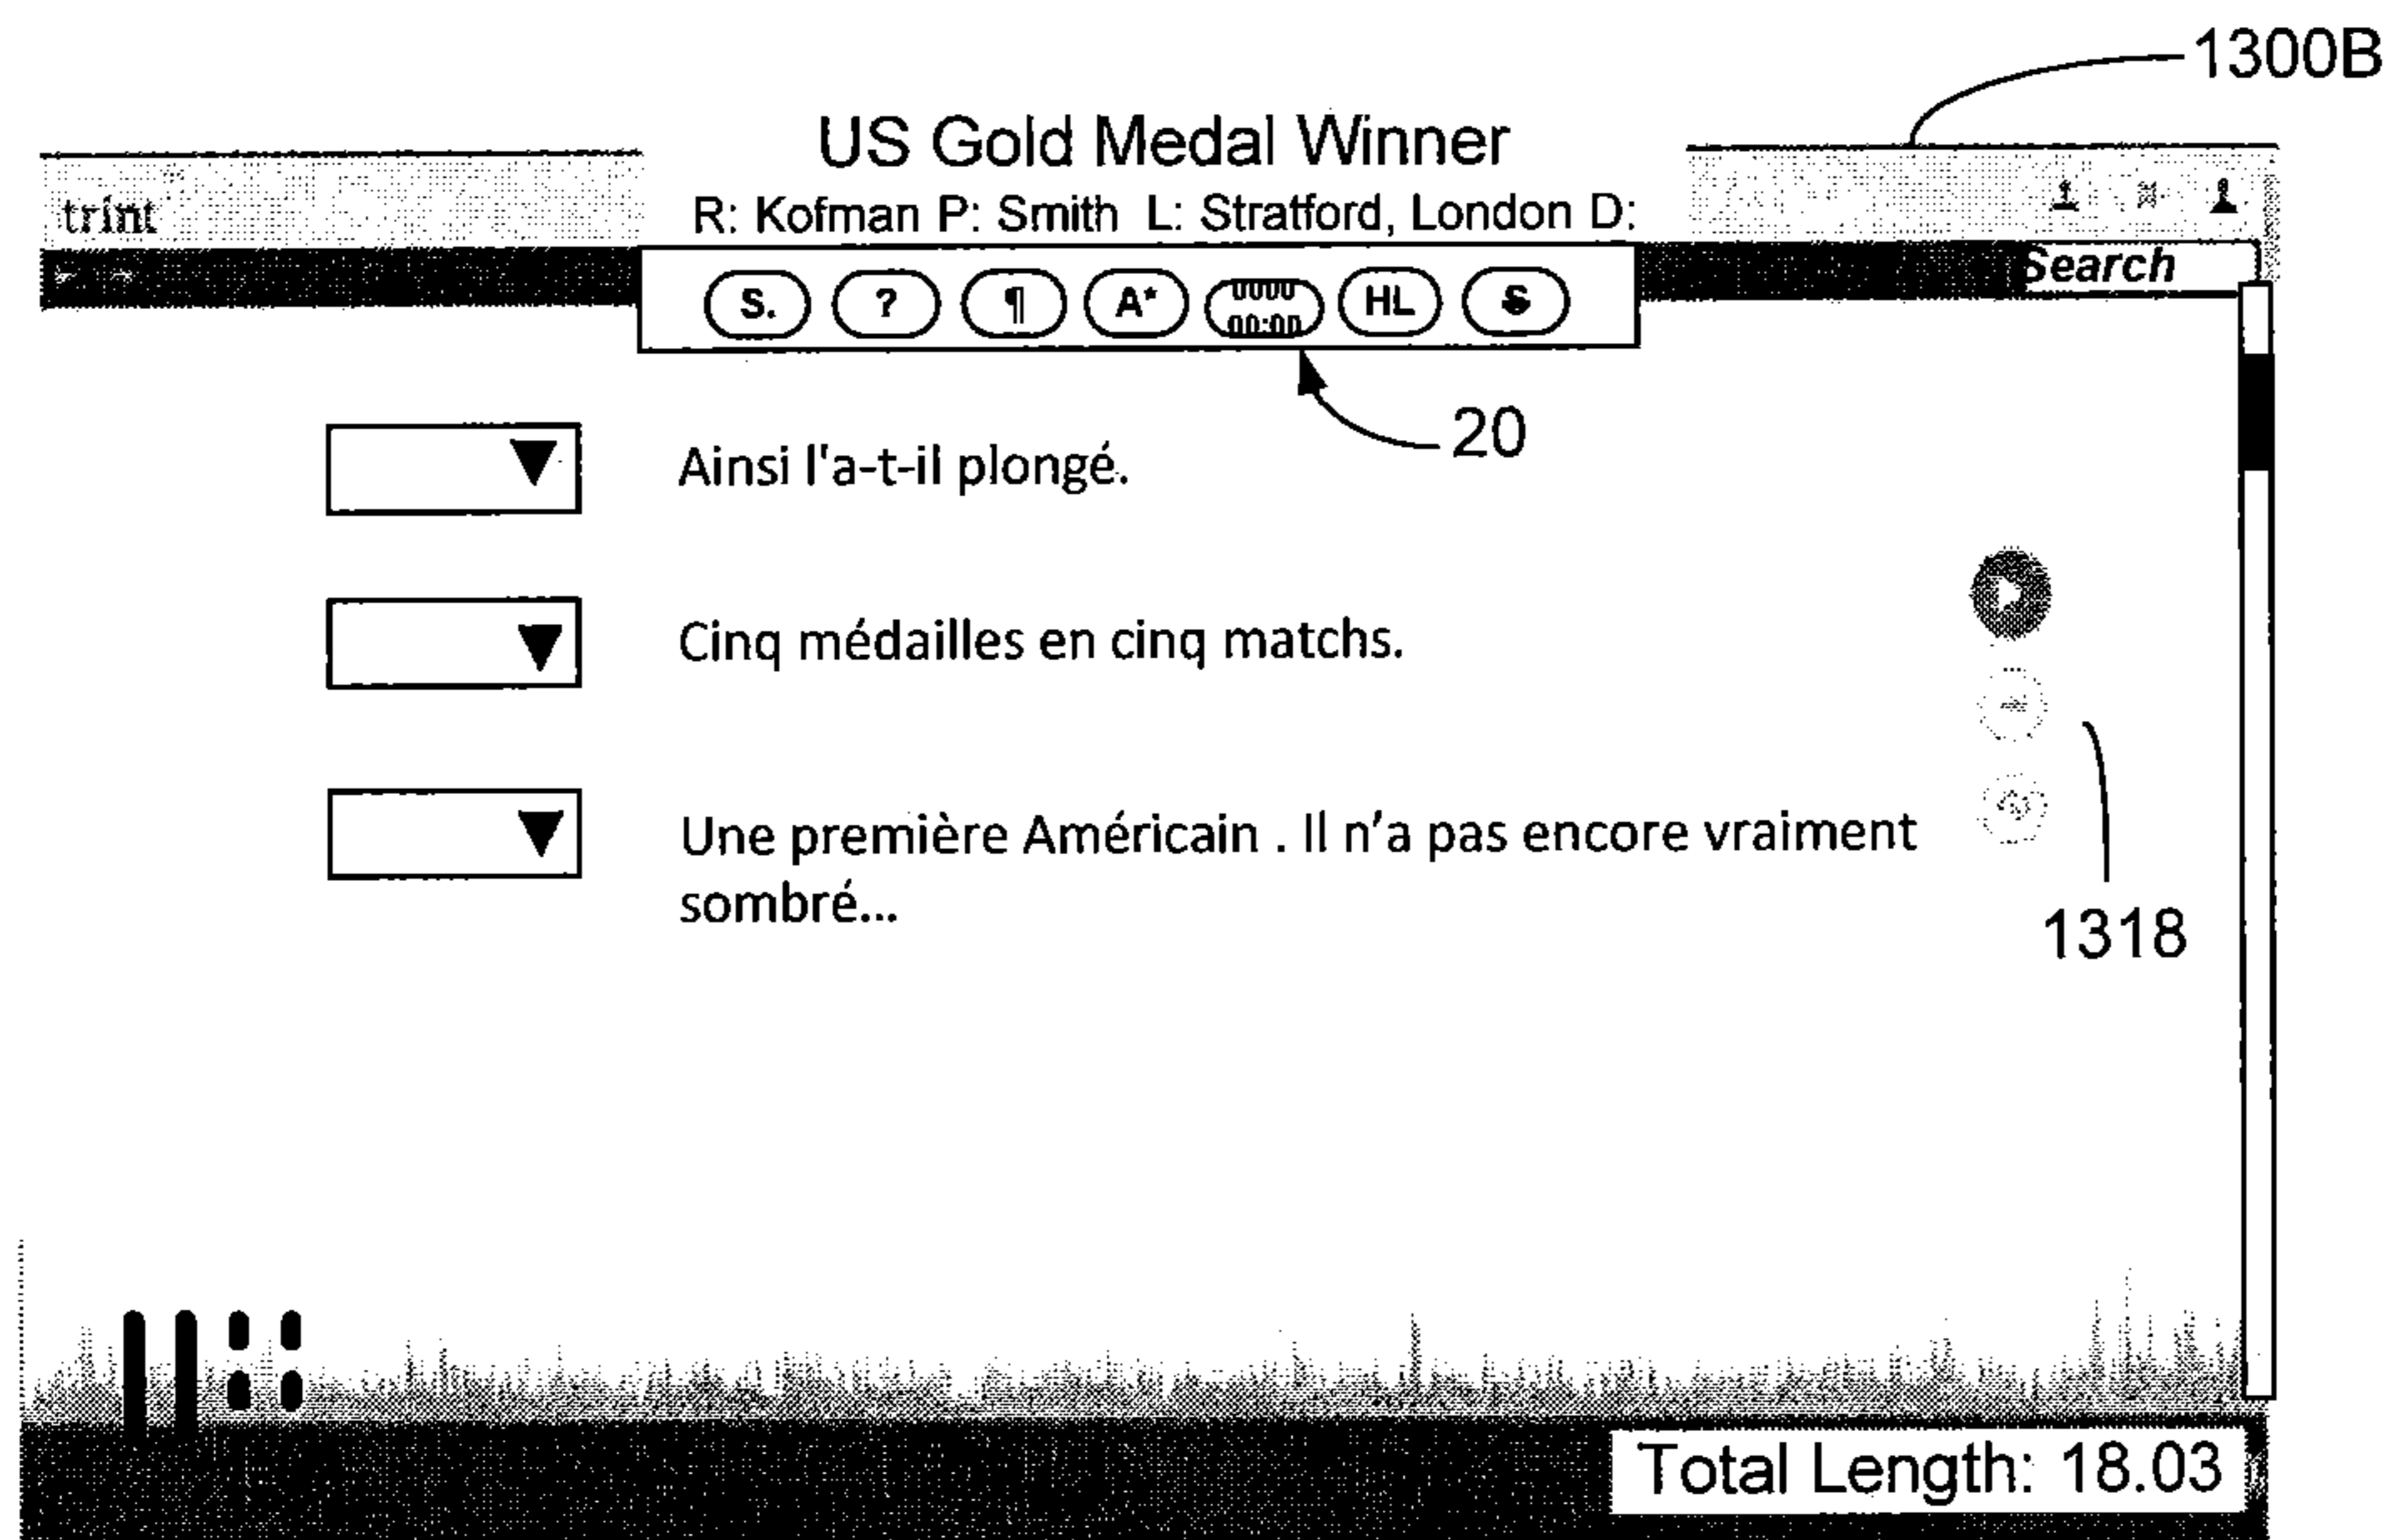 1300B
US Gold Medal Winner
trint
R: Kofman P: Smith L: Stratford, London D:
Search
S. ? ¶ A* 00:00 HL S
20
Ainsi l'a-t-il plongé.
Cinq médailles en cinq matchs.
Une première Américain . Il n'a pas encore vraiment
sombré...
1318
Total Length: 18.03